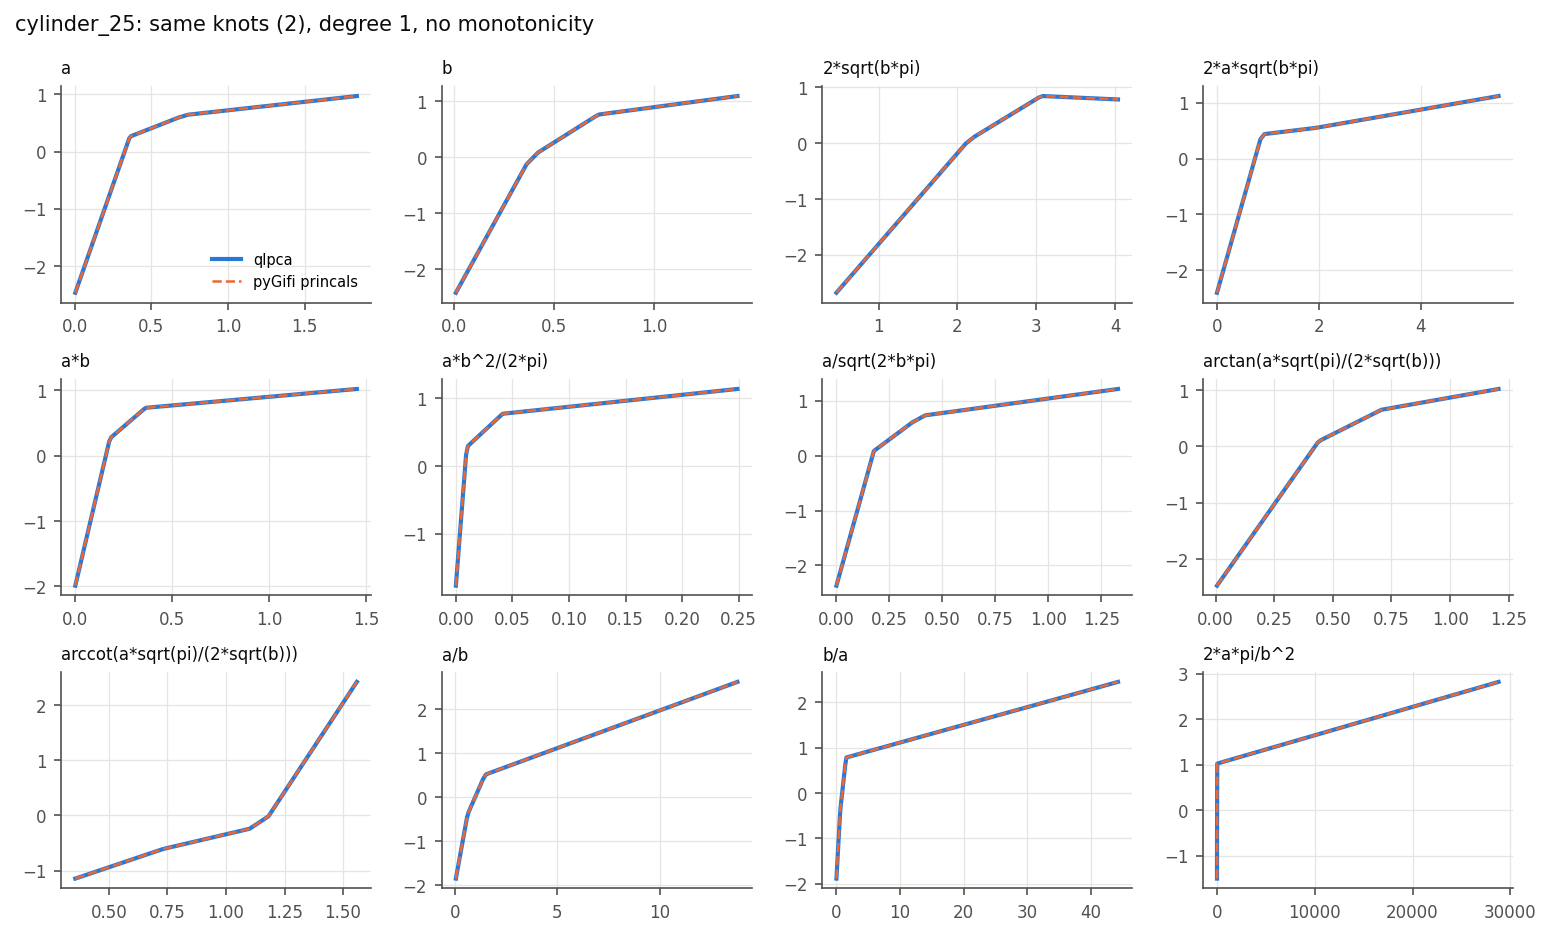 cylinder_25: same knots (2), degree 1, no monotonicity
a
1
0
−1
−2
0.0 0.5 1.0 1.5
qlpca
pyGifi princals
b
1
0
−1
−2
0.0 0.5 1.0
2*sqrt(b*pi)
1
0
−1
−2
1 2 3 4
2*a*sqrt(b*pi)
1
0
−1
−2
0 2 4
a*b
1
0
−1
−2
0.0 0.5 1.0 1.5
a*b^2/(2*pi)
1
0
−1
0.00 0.05 0.10 0.15 0.20 0.25
a/sqrt(2*b*pi)
1
0
−1
−2
0.00 0.25 0.50 0.75 1.00 1.25
arctan(a*sqrt(pi)/(2*sqrt(b)))
1
0
−1
−2
0.00 0.25 0.50 0.75 1.00 1.25
arccot(a*sqrt(pi)/(2*sqrt(b)))
2
1
0
−1
0.50 0.75 1.00 1.25 1.50
a/b
2
1
0
−1
−2
0 5 10
b/a
2
1
0
−1
−2
0 10 20 30 40
2*a*pi/b^2
3
2
1
0
−1
0 10000 20000 30000